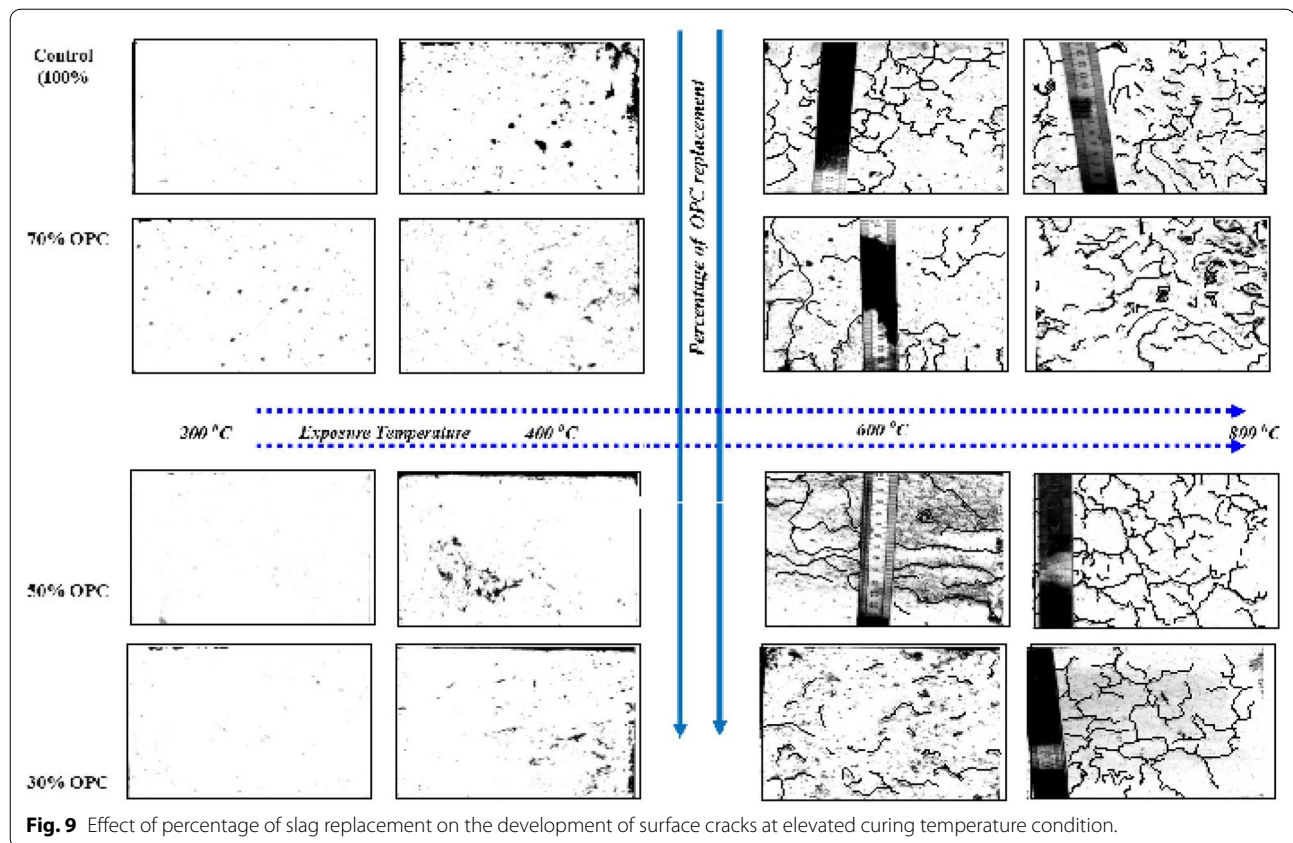 Control
(100%
Percentage of OPC replacement
70% OPC
200 °C Exposure Temperature 400 °C 600 °C 800 °C
50% OPC
30% OPC
Fig. 9 Effect of percentage of slag replacement on the development of surface cracks at elevated curing temperature condition.